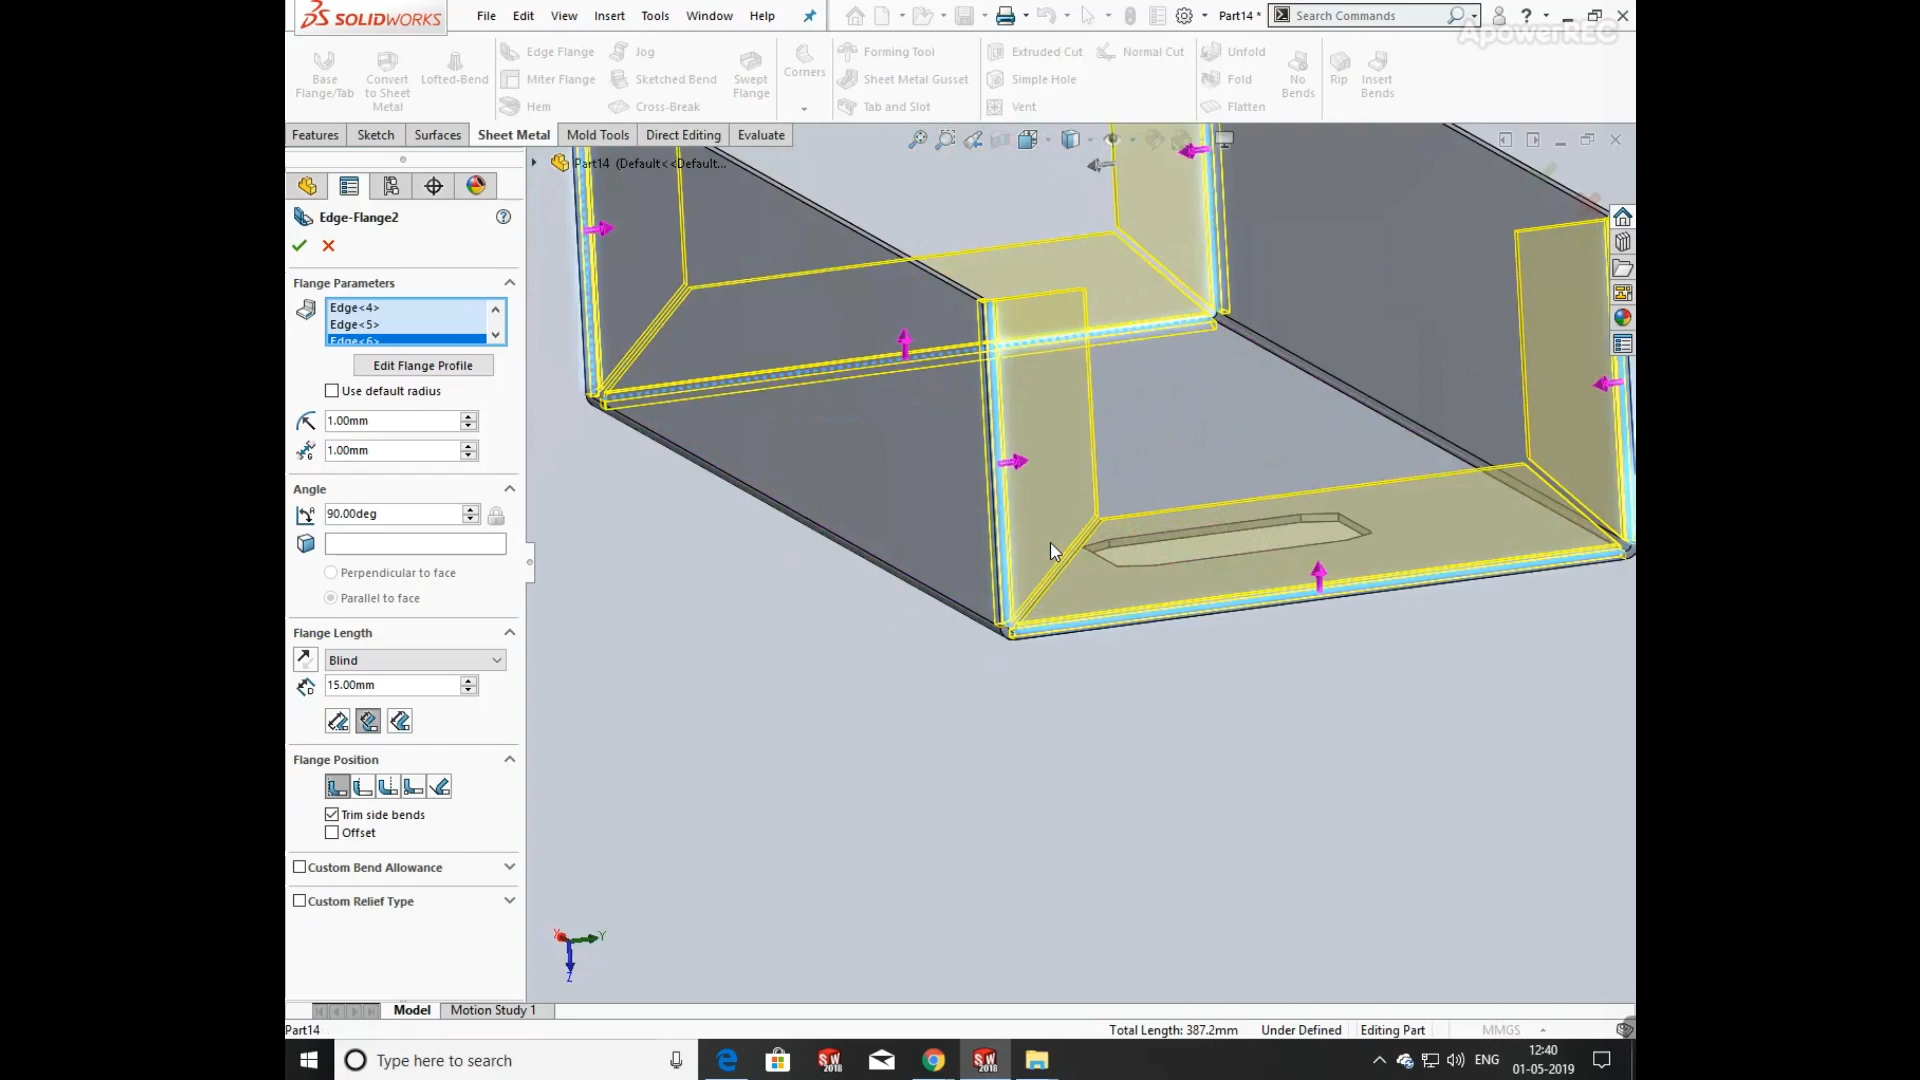 SOLIDWORKS File Edit View Insert Tools Window Help Part14 * Search Commands ?
ApowerREC
Base Flange/Tab
Convert to Sheet Metal
Lofted-Bend
Edge Flange
Miter Flange
Hem
Jog
Sketched Bend
Cross-Break
Swept Flange
Corners
Forming Tool
Sheet Metal Gusset
Tab and Slot
Extruded Cut
Simple Hole
Vent
Normal Cut
Unfold
Fold
Flatten
No Bends
Rip
Insert Bends
Features Sketch Surfaces Sheet Metal Mold Tools Direct Editing Evaluate
Part14 (Default<<Default...
Edge-Flange2 ?
Flange Parameters
Edge<4>
Edge<5>
Edge<6>
Edit Flange Profile
Use default radius
1.00mm
1.00mm
Angle
90.00deg
Perpendicular to face
Parallel to face
Flange Length
Blind
15.00mm
Flange Position
Trim side bends
Offset
Custom Bend Allowance
Custom Relief Type
X Y
Z
Model Motion Study 1
Part14 Total Length: 387.2mm Under Defined Editing Part MMGS
Type here to search SW 2018 SW 2018 ENG 12:40
01-05-2019